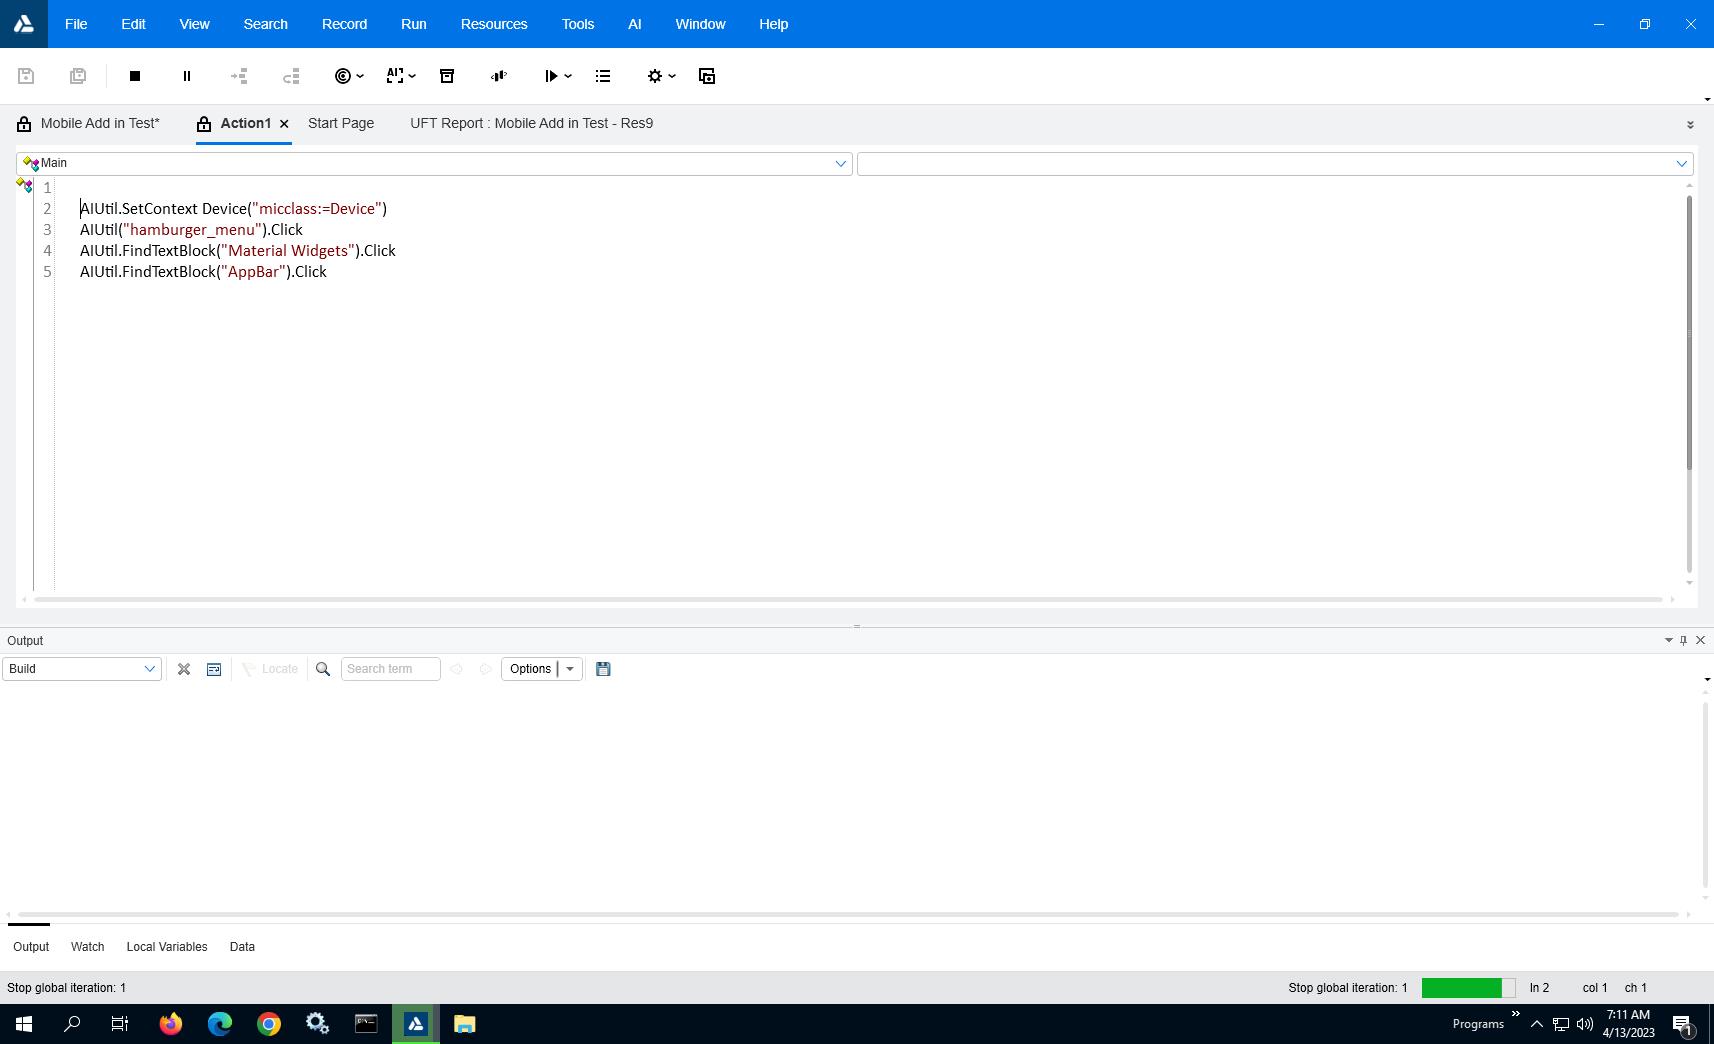 File Edit View Search Record Run Resources Tools AI Window Help
AI
Mobile Add in Test* Action1 Start Page UFT Report : Mobile Add in Test - Res9
Main
1
2 AIUtil.SetContext Device("micclass:=Device")
3 AIUtil("hamburger_menu").Click
4 AIUtil.FindTextBlock("Material Widgets").Click
5 AIUtil.FindTextBlock("AppBar").Click
Output
Build Locate Search term Options
Output Watch Local Variables Data
Stop global iteration: 1 Stop global iteration: 1 ln 2 col 1 ch 1
Programs 7:11 AM
4/13/2023 1